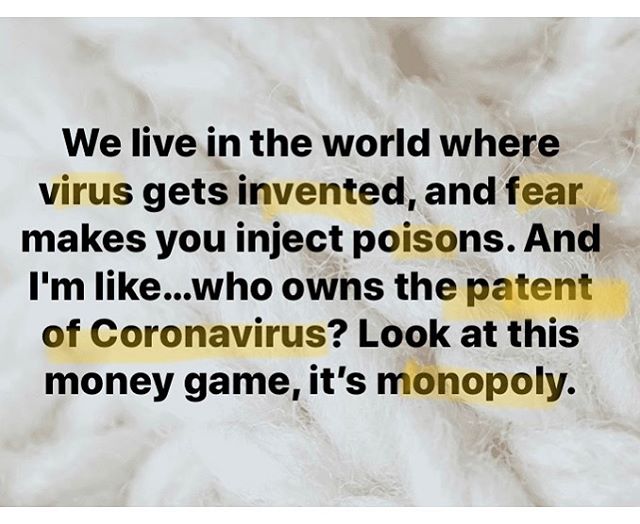 We live in the world where
virus gets invented, and fear
makes you inject poisons. And
I'm like...who owns the patent
of Coronavirus? Look at this
money game, it's monopoly.